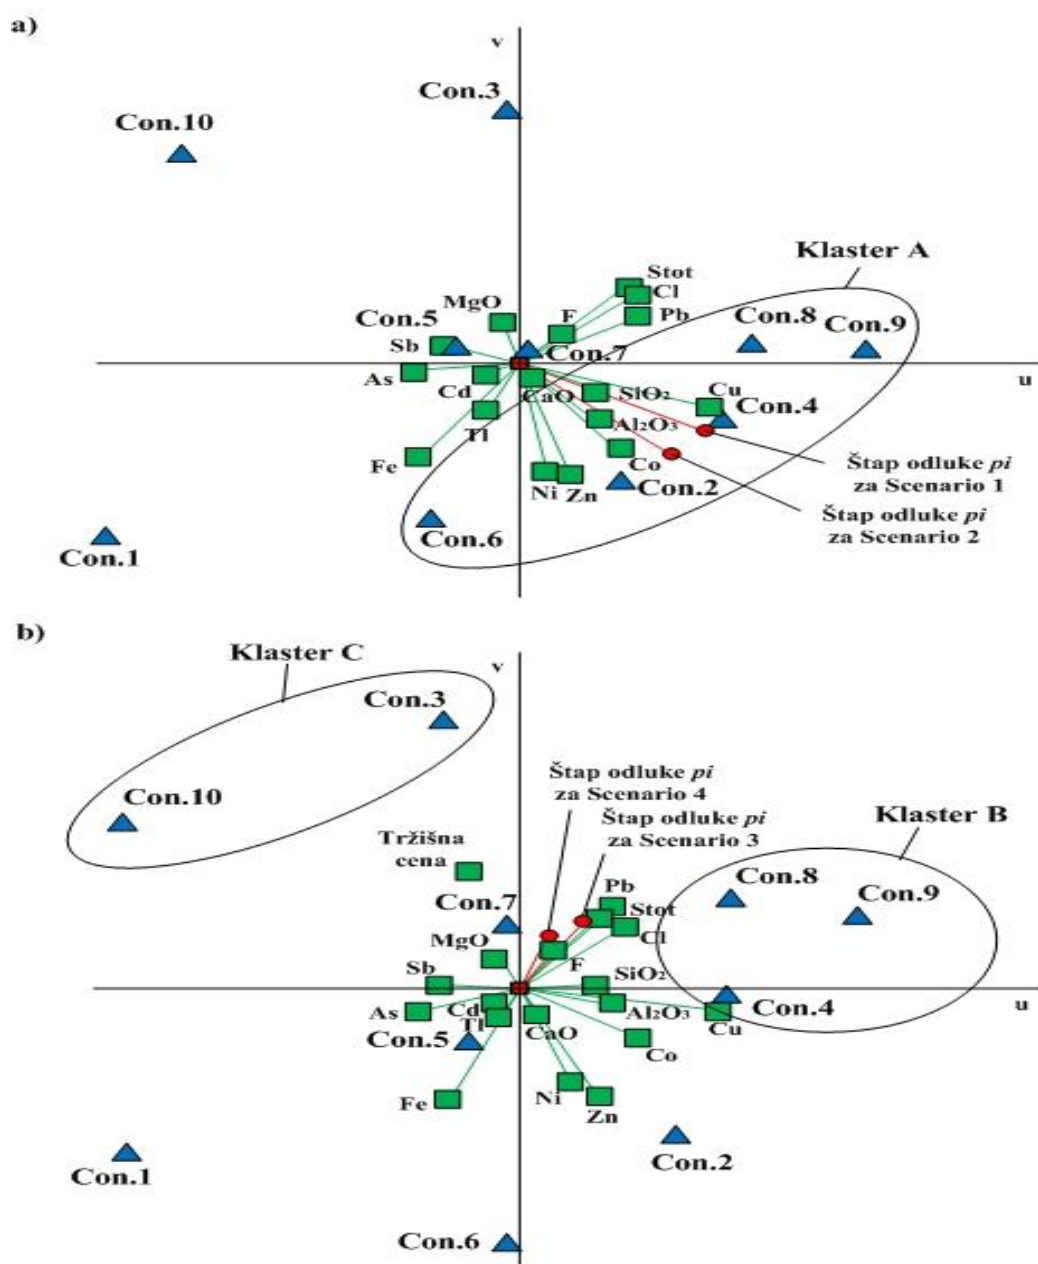 a)
v
Con.3
Con.10
Klaster A
Stot
Cl
MgO
F
Pb
Con.5
Con.8
Con.9
Sb
Con.7
As
Cd
CaO
SiO₂
Cu
u
Con.4
Tl
Al₂O₃
Fe
Co
Štap odluke pi
za Scenario 1
Ni
Zn
Con.2
Štap odluke pi
za Scenario 2
Con.6
Con.1
b)
Klaster C
v
Con.3
Štap odluke pi
za Scenario 4
Con.10
Štap odluke pi
za Scenario 3
Klaster B
Tržišna
cena
Con.8
Pb
Con.9
Con.7
Stot
MgO
Cl
F
Sb
SiO₂
As
Cd
Al₂O₃
Con.4
u
Tl
CaO
Cu
Con.5
Co
Fe
Ni
Zn
Con.2
Con.1
Con.6